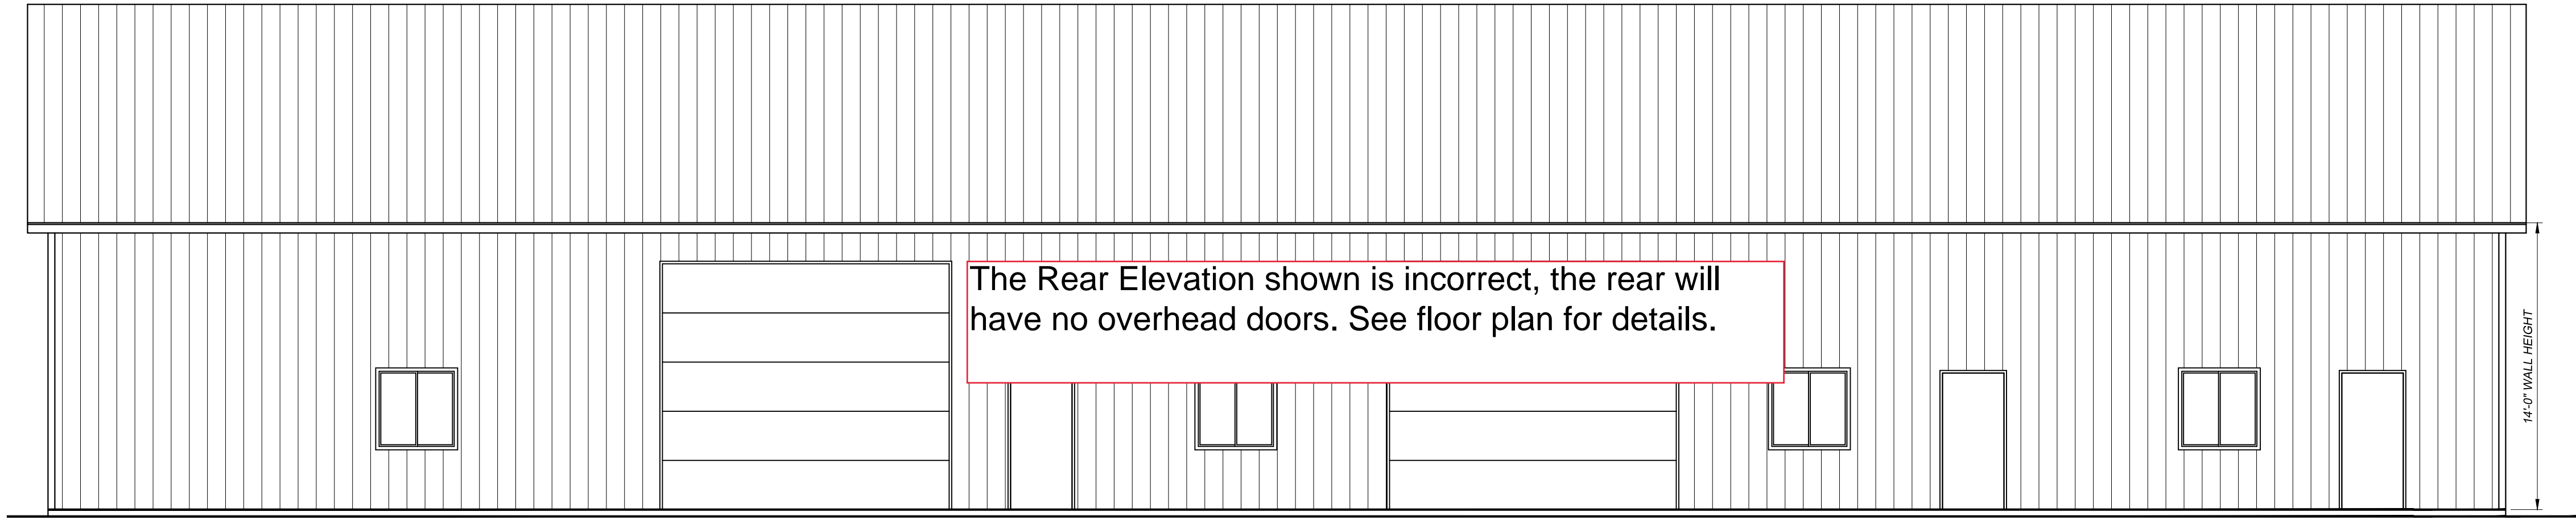 The Rear Elevation shown is incorrect, the rear will
have no overhead doors. See floor plan for details.
14'-0" WALL HEIGHT